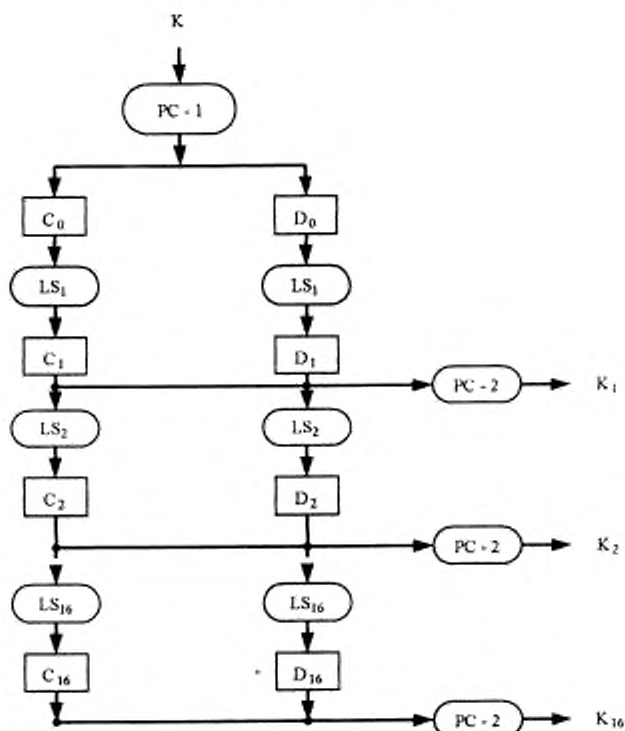 K
PC - 1
C₀ D₀
LS₁ LS₁
C₁ D₁
PC - 2 K₁
LS₂ LS₂
C₂ D₂
PC - 2 K₂
LS₁₆ LS₁₆
C₁₆ D₁₆
PC - 2 K₁₆